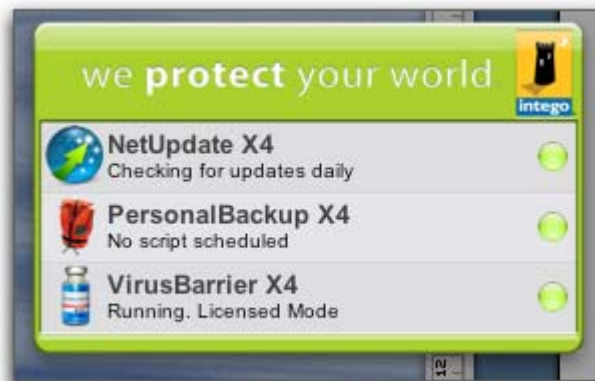 we protect your world
intego
NetUpdate X4
Checking for updates daily
PersonalBackup X4
No script scheduled
VirusBarrier X4
Running. Licensed Mode
12